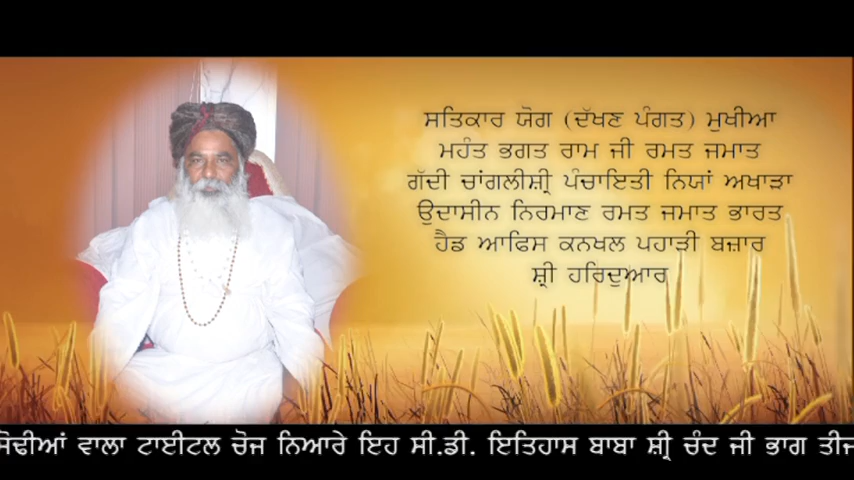 ਸਤਿਕਾਰ ਯੋਗ (ਦੱਖਣ ਪੰਗਤ) ਮੁਖੀਆ
ਮਹੰਤ ਭਗਤ ਰਾਮ ਜੀ ਰਮਤ ਜਮਾਤ
ਗੱਦੀ ਚਾਂਗਲੀਸ਼੍ਰੀ ਪੰਚਾਇਤੀ ਨਿਯਾਂ ਅਖਾੜਾ
ਉਦਾਸੀਨ ਨਿਰਮਾਣ ਰਮਤ ਜਮਾਤ ਭਾਰਤ
ਹੈਡ ਆਫਿਸ ਕਨਖਲ ਪਹਾੜੀ ਬਜ਼ਾਰ
ਸ਼੍ਰੀ ਹਰਿਦੁਆਰ
ਸੋਢੀਆਂ ਵਾਲਾ ਟਾਈਟਲ ਚੋਜ ਨਿਆਰੇ ਇਹ ਸੀ.ਡੀ. ਇਤਿਹਾਸ ਬਾਬਾ ਸ਼੍ਰੀ ਚੰਦ ਜੀ ਭਾਗ ਤੀਜ